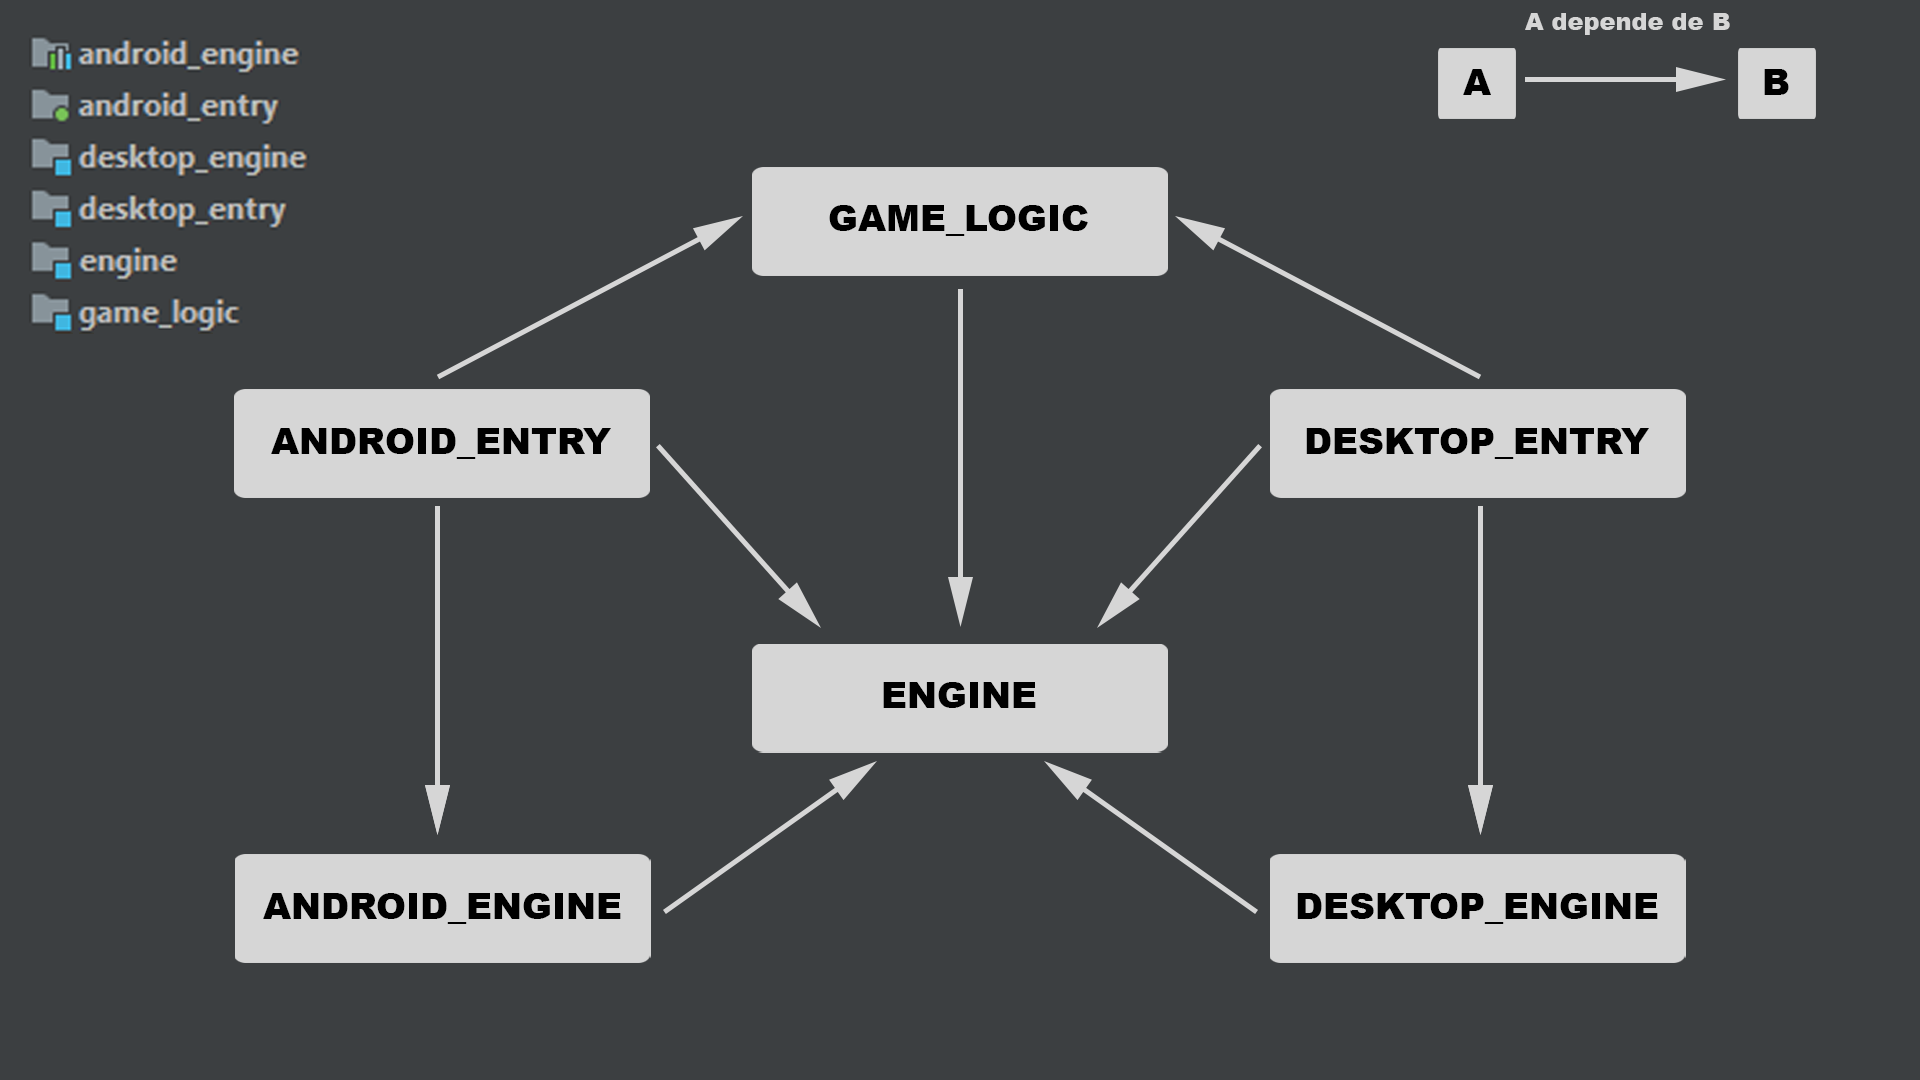 android_engine
android_entry
desktop_engine
desktop_entry
engine
game_logic
A depende de B
A
B
GAME_LOGIC
ANDROID_ENTRY
DESKTOP_ENTRY
ENGINE
ANDROID_ENGINE
DESKTOP_ENGINE